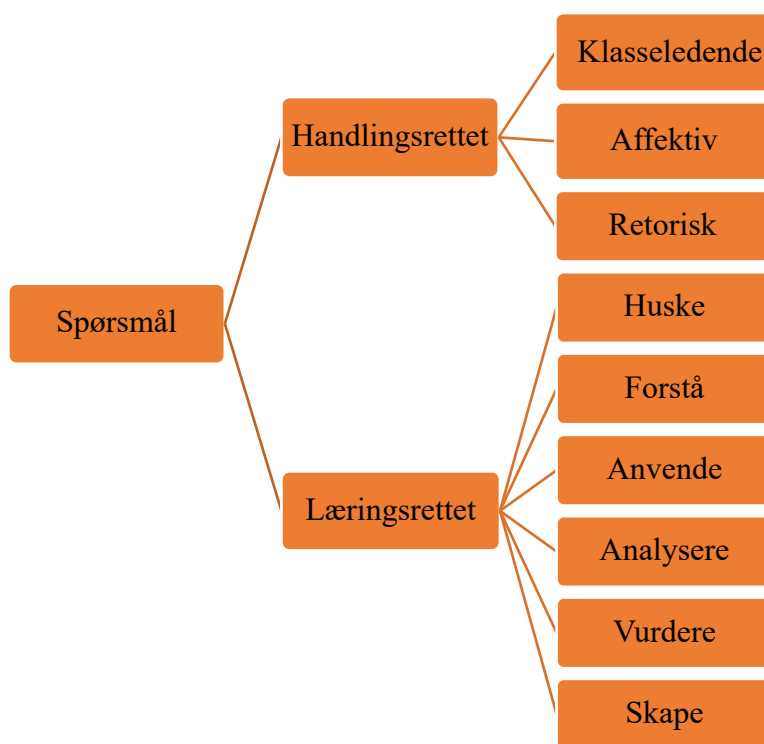 Spørsmål
Handlingsrettet
Klasseledende
Affektiv
Retorisk
Læringsrettet
Huske
Forstå
Anvende
Analysere
Vurdere
Skape